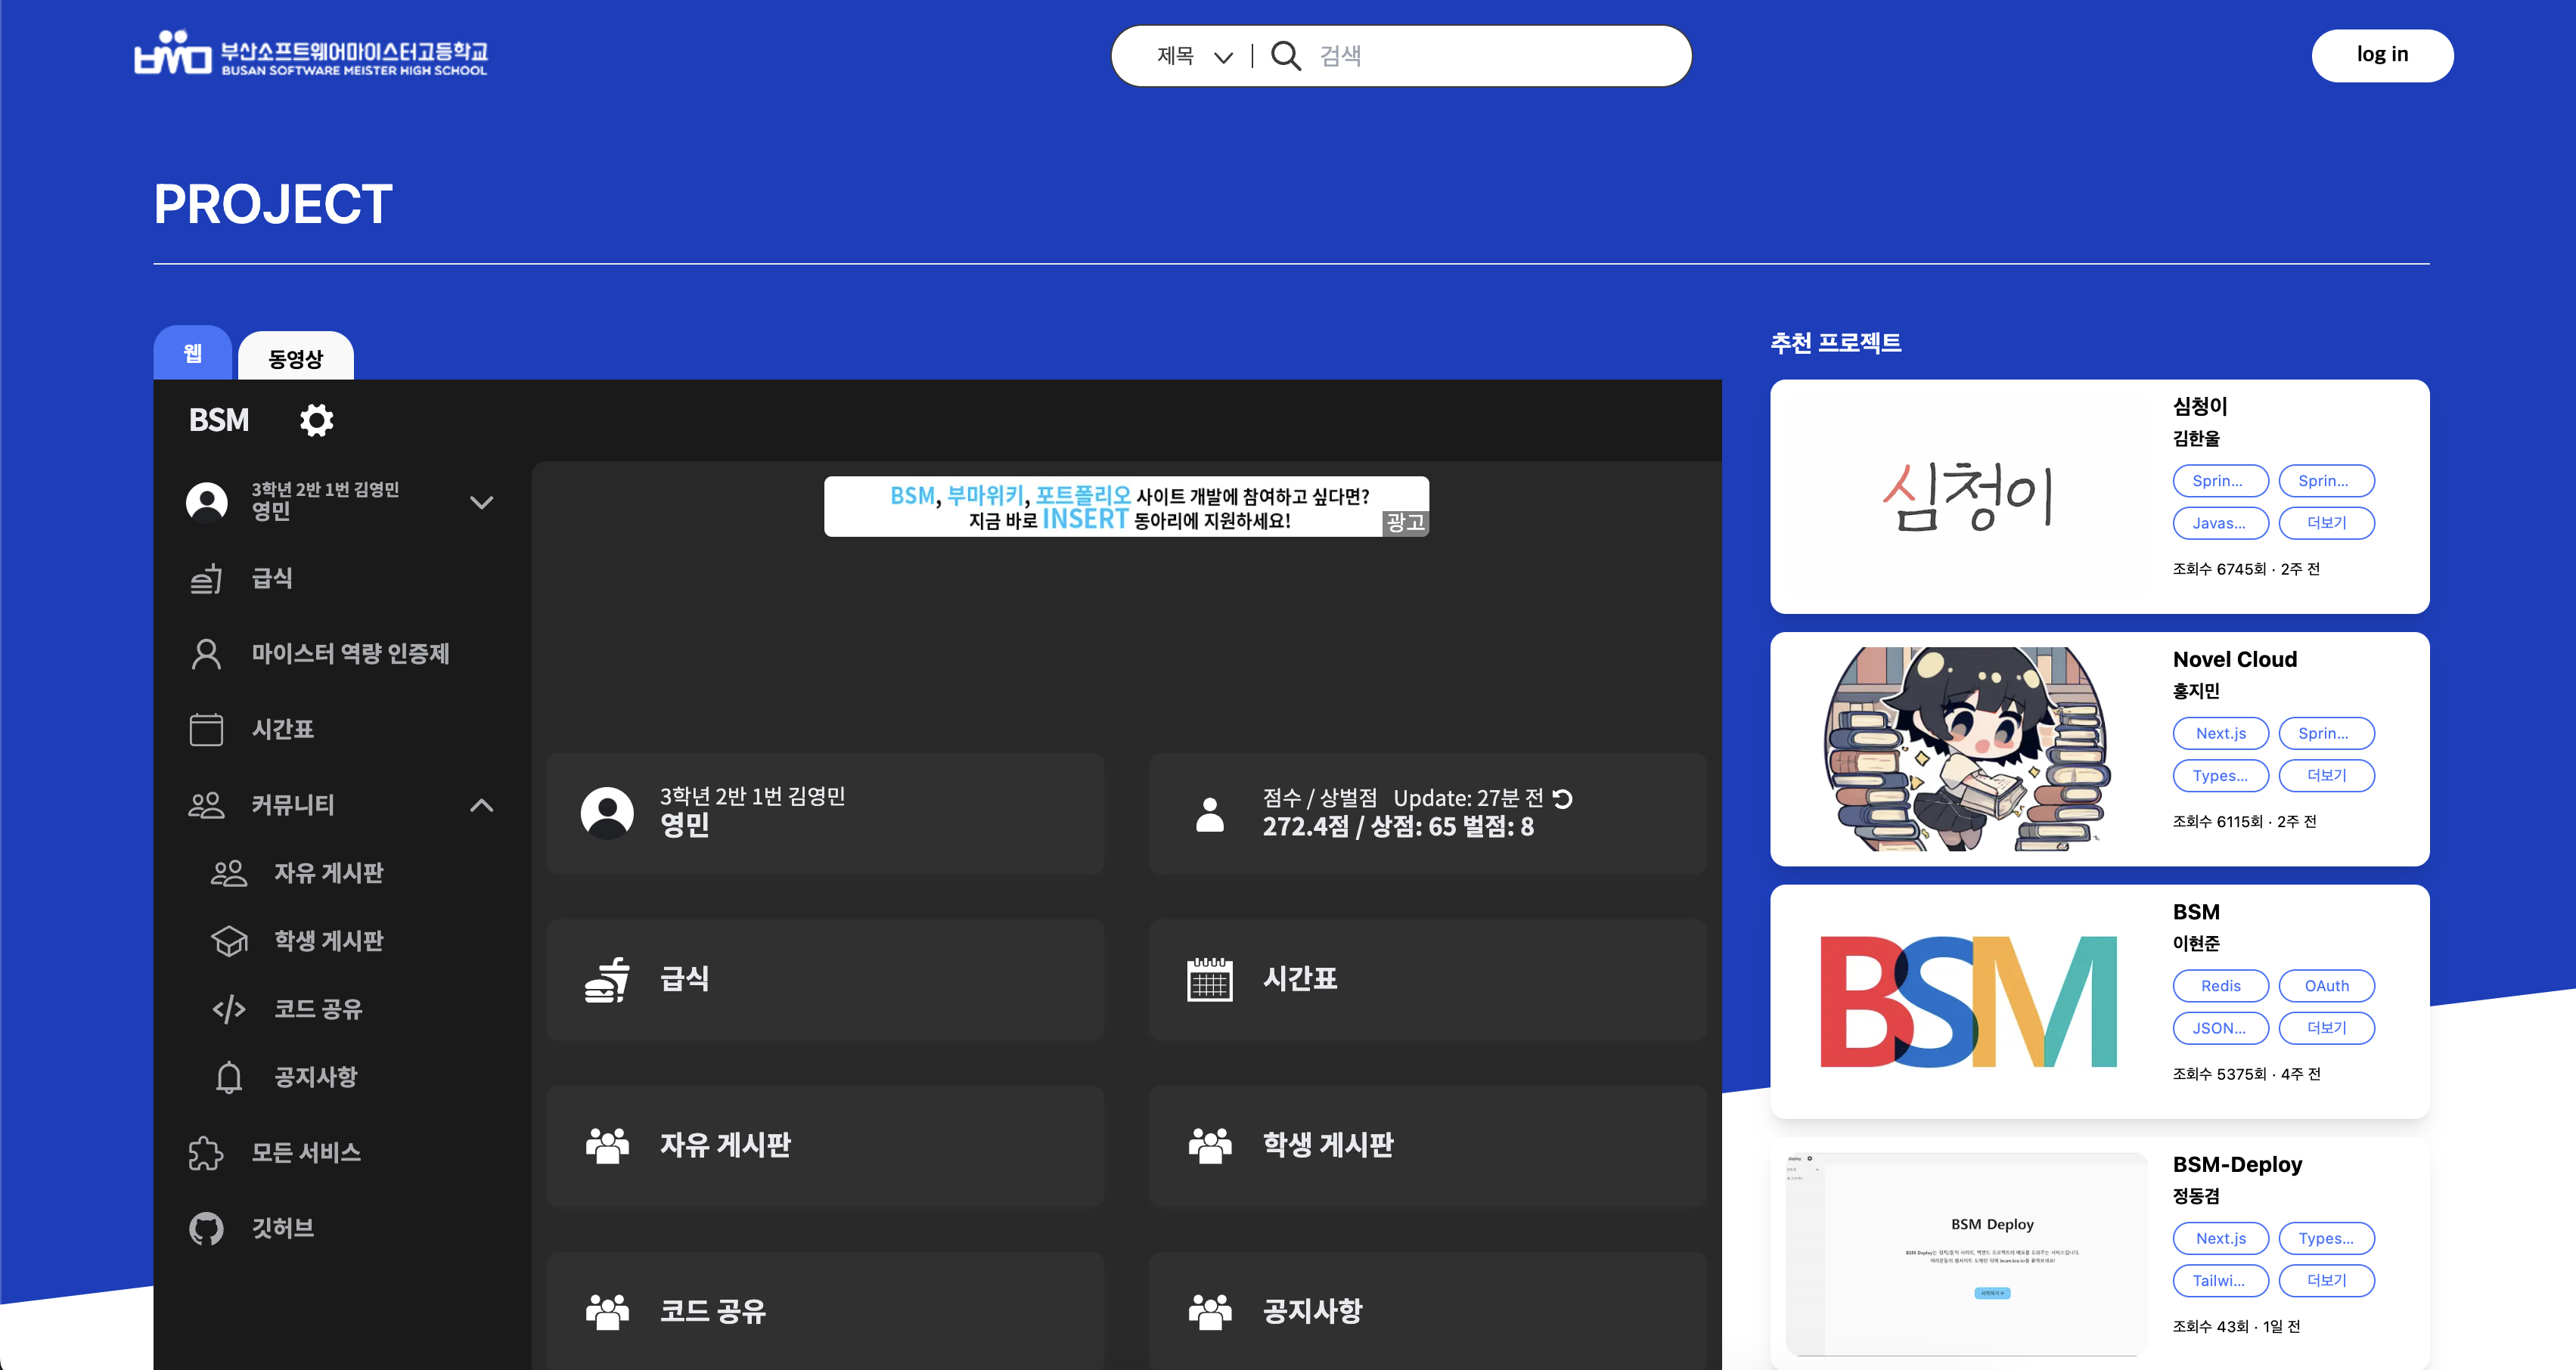 부산소프트웨어마이스터고등학교
BUSAN SOFTWARE MEISTER HIGH SCHOOL
제목
검색
log in
PROJECT
웹
동영상
BSM
3학년 2반 1번 김영민
영민
급식
마이스터 역량 인증제
시간표
커뮤니티
자유 게시판
학생 게시판
코드 공유
공지사항
모든 서비스
깃허브
BSM, 부마위키, 포트폴리오 사이트 개발에 참여하고 싶다면?
지금 바로 INSERT 동아리에 지원하세요!
광고
3학년 2반 1번 김영민
영민
점수 / 상벌점 Update: 27분 전
272.4점 / 상점: 65 벌점: 8
급식
시간표
자유 게시판
학생 게시판
코드 공유
공지사항
추천 프로젝트
심청이
심청이
김한울
Sprin... Sprin...
Javas... 더보기
조회수 6745회 · 2주 전
Novel Cloud
홍지민
Next.js Sprin...
Types... 더보기
조회수 6115회 · 2주 전
BSM
BSM
이현준
Redis OAuth
JSON... 더보기
조회수 5375회 · 4주 전
BSM Deploy
BSM-Deploy
정동겸
Next.js Types...
Tailwi... 더보기
조회수 43회 · 1일 전